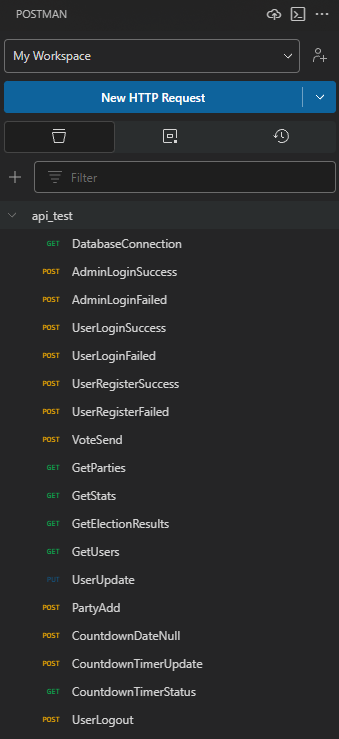 POSTMAN
My Workspace
New HTTP Request
Filter
api_test
GET DatabaseConnection
POST AdminLoginSuccess
POST AdminLoginFailed
POST UserLoginSuccess
POST UserLoginFailed
POST UserRegisterSuccess
POST UserRegisterFailed
POST VoteSend
GET GetParties
GET GetStats
GET GetElectionResults
GET GetUsers
PUT UserUpdate
POST PartyAdd
POST CountdownDateNull
POST CountdownTimerUpdate
GET CountdownTimerStatus
POST UserLogout